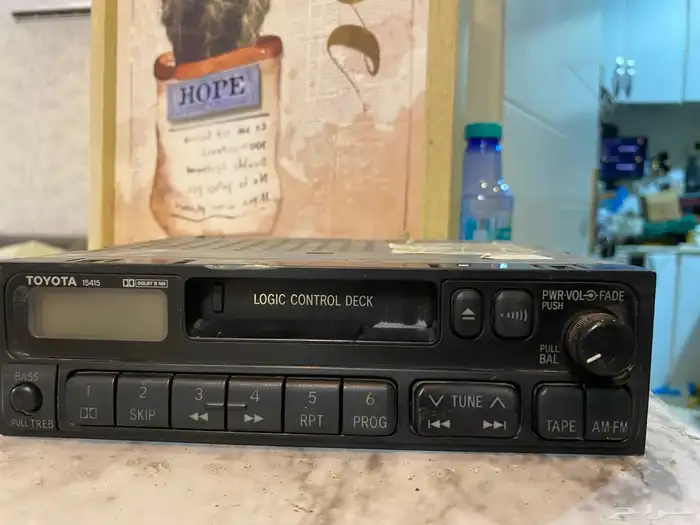 HOPE
TOYOTA 15415 DOLBY B NR
LOGIC CONTROL DECK
PWR-VOL FADE
PUSH
PULL
BAL
BASS
PULL TREB
1
2 SKIP
3
4
5 RPT
6 PROG
TUNE
TAPE
AM·FM
حراج